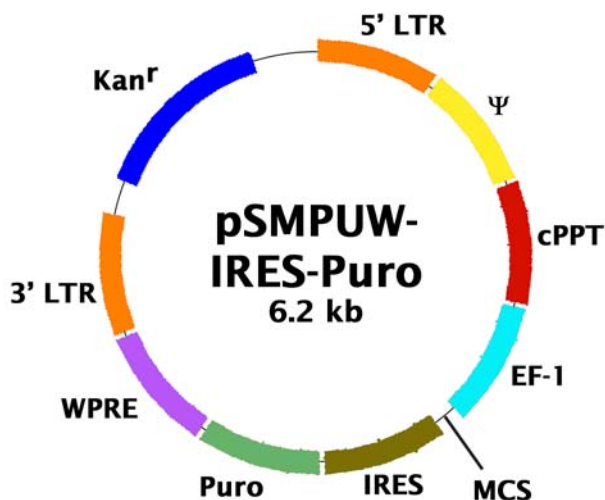 5' LTR
Kanʳ
Ψ
pSMPUW-
IRES-Puro
6.2 kb
cPPT
3' LTR
EF-1
WPRE
Puro
IRES
MCS